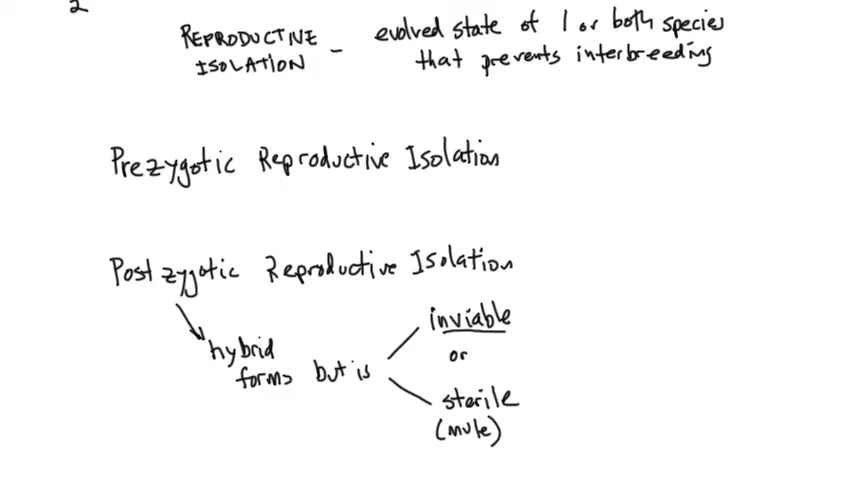 2
REPRODUCTIVE ISOLATION - evolved state of 1 or both species
that prevents interbreeding
Prezygotic Reproductive Isolation
Postzygotic Reproductive Isolation
hybrid forms but is
inviable
or
sterile
(mule)